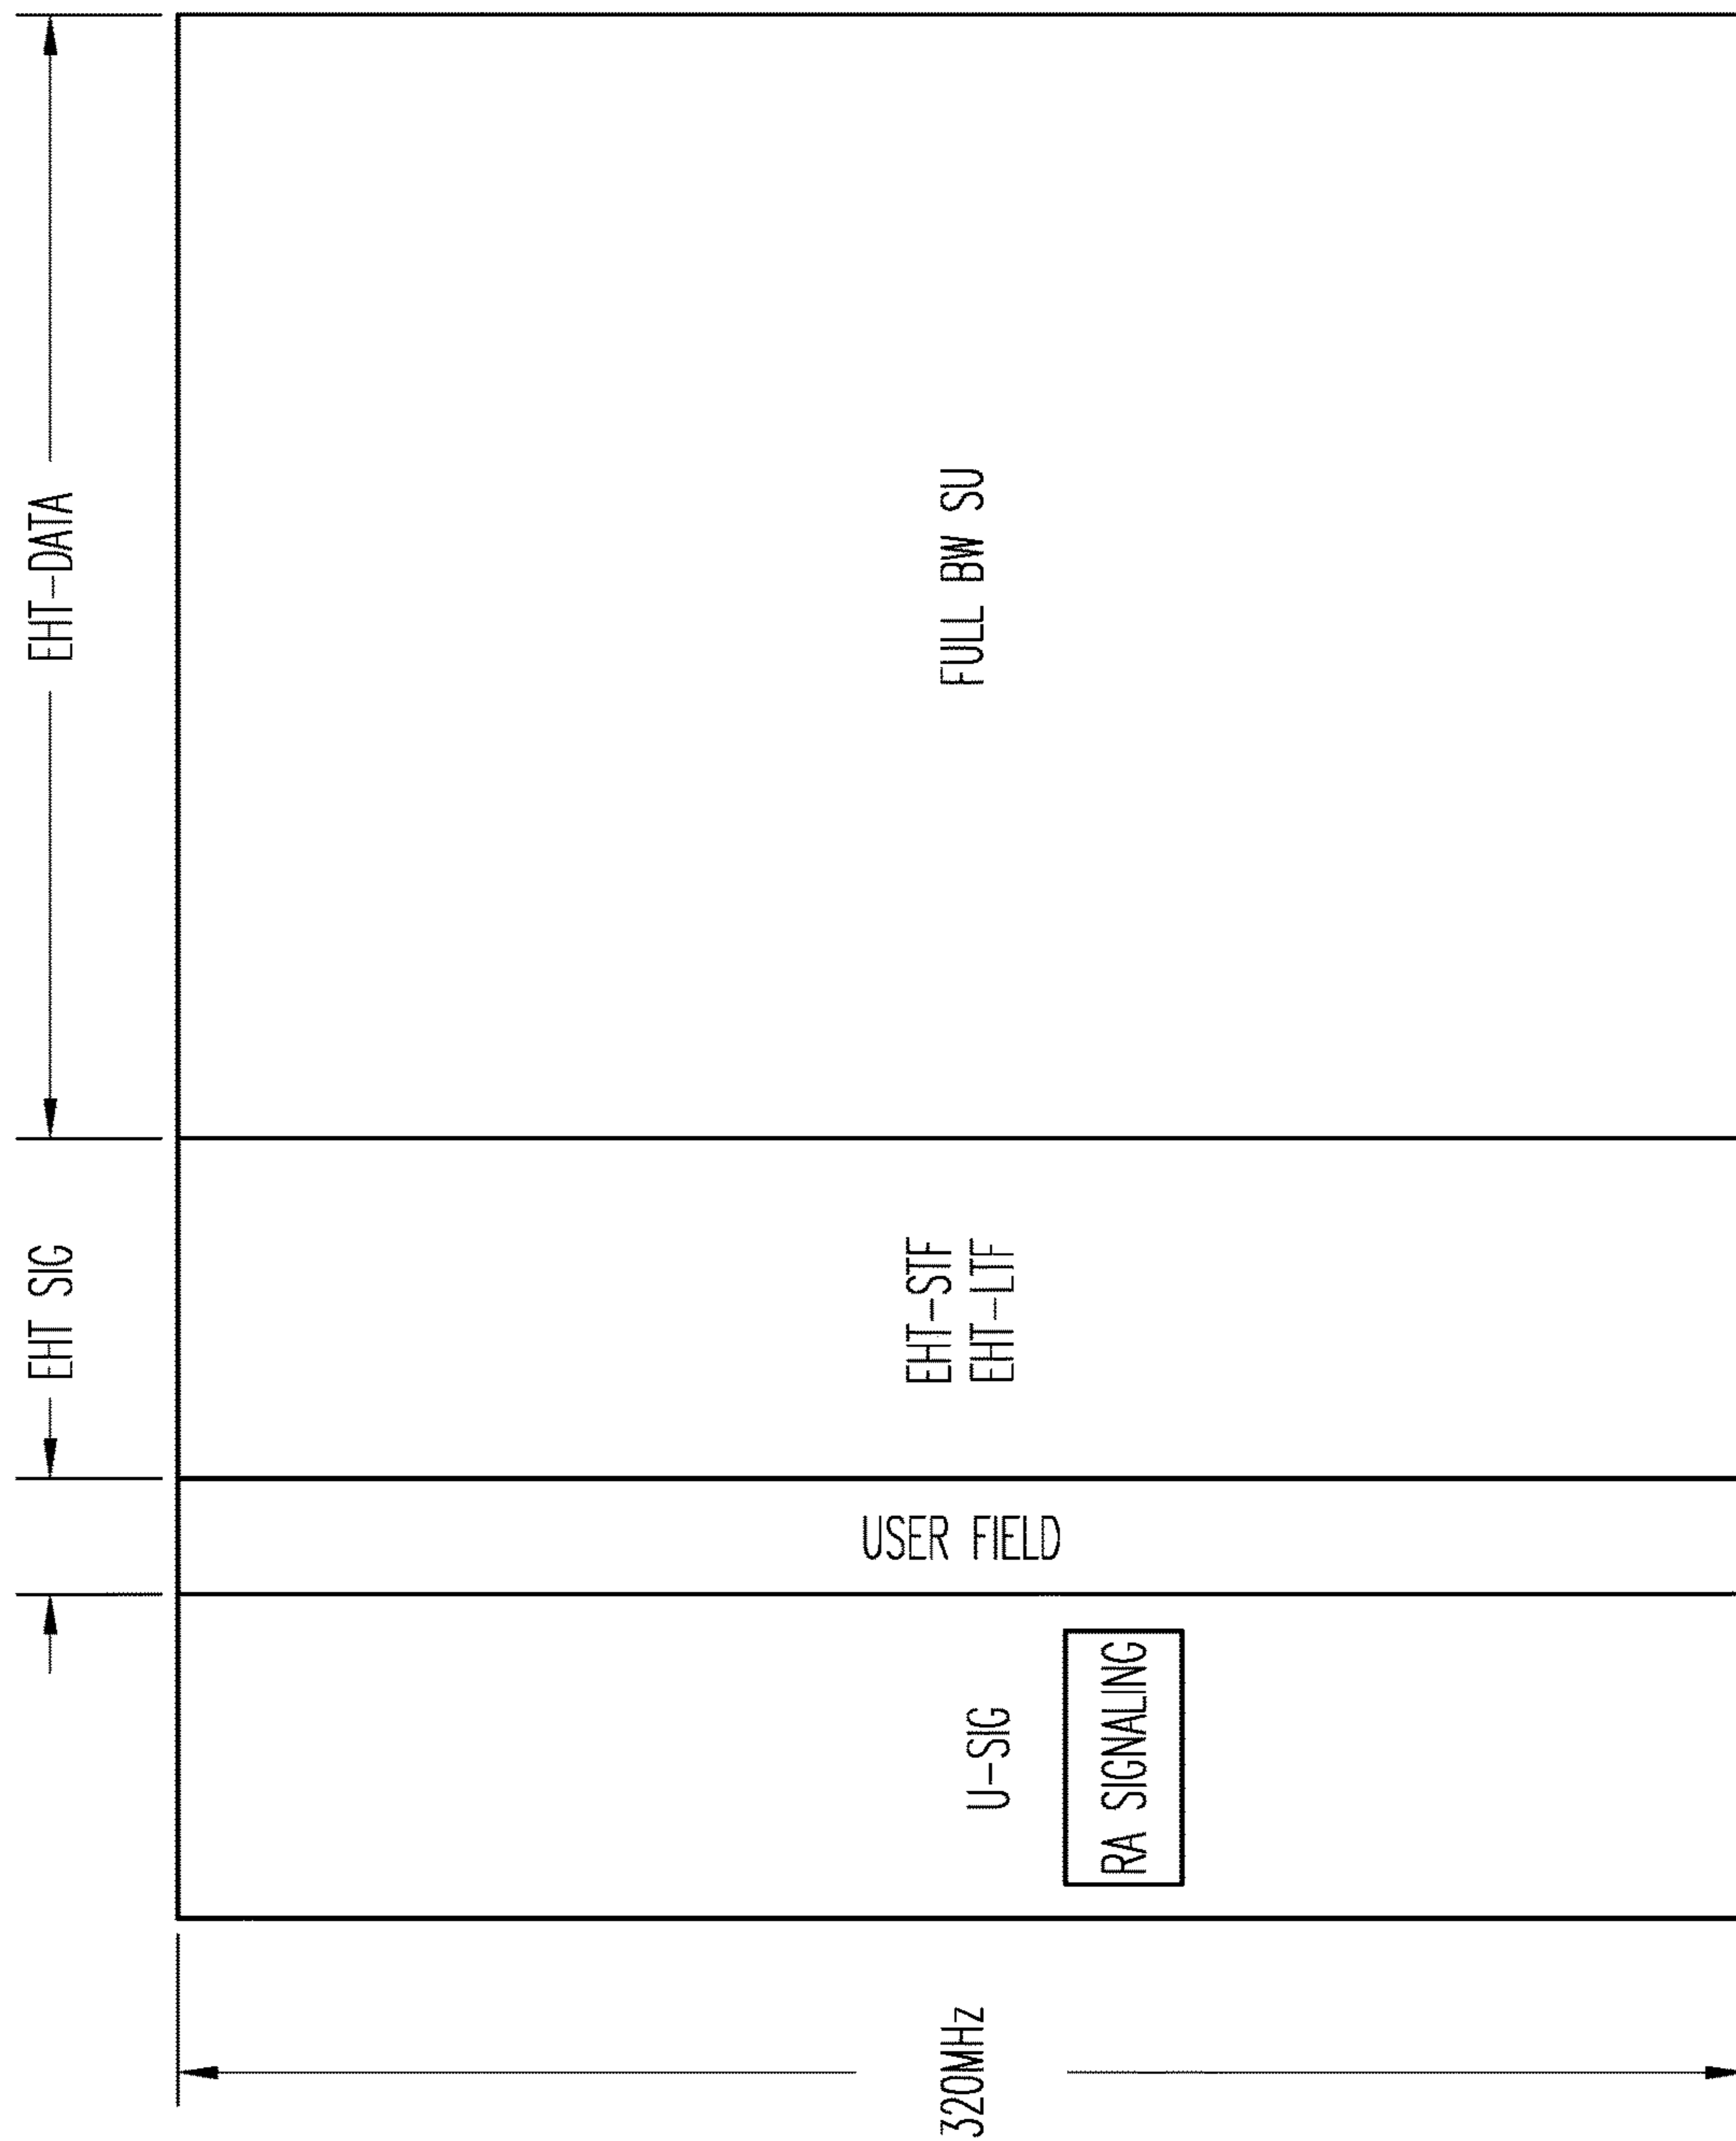 EHT SIG
EHT-DATA
320MHz
U-SIG
RA SIGNALING
USER FIELD
EHT-STF
EHT-LTF
FULL BW SU